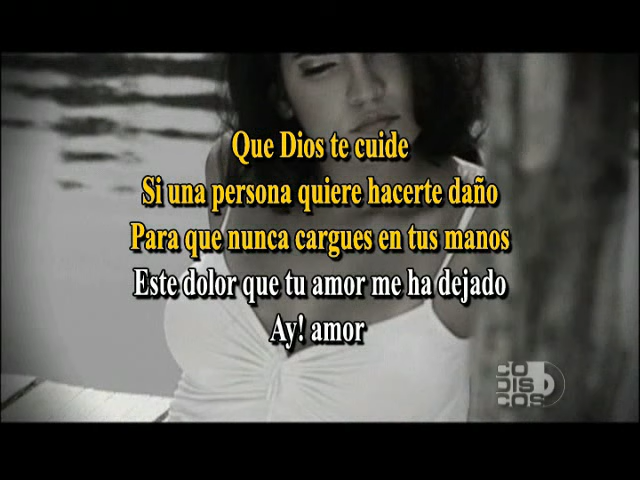 Que Dios te cuide
Si una persona quiere hacerte daño
Para que nunca cargues en tus manos
Este dolor que tu amor me ha dejado
Ay! amor
CO
DIS
COS